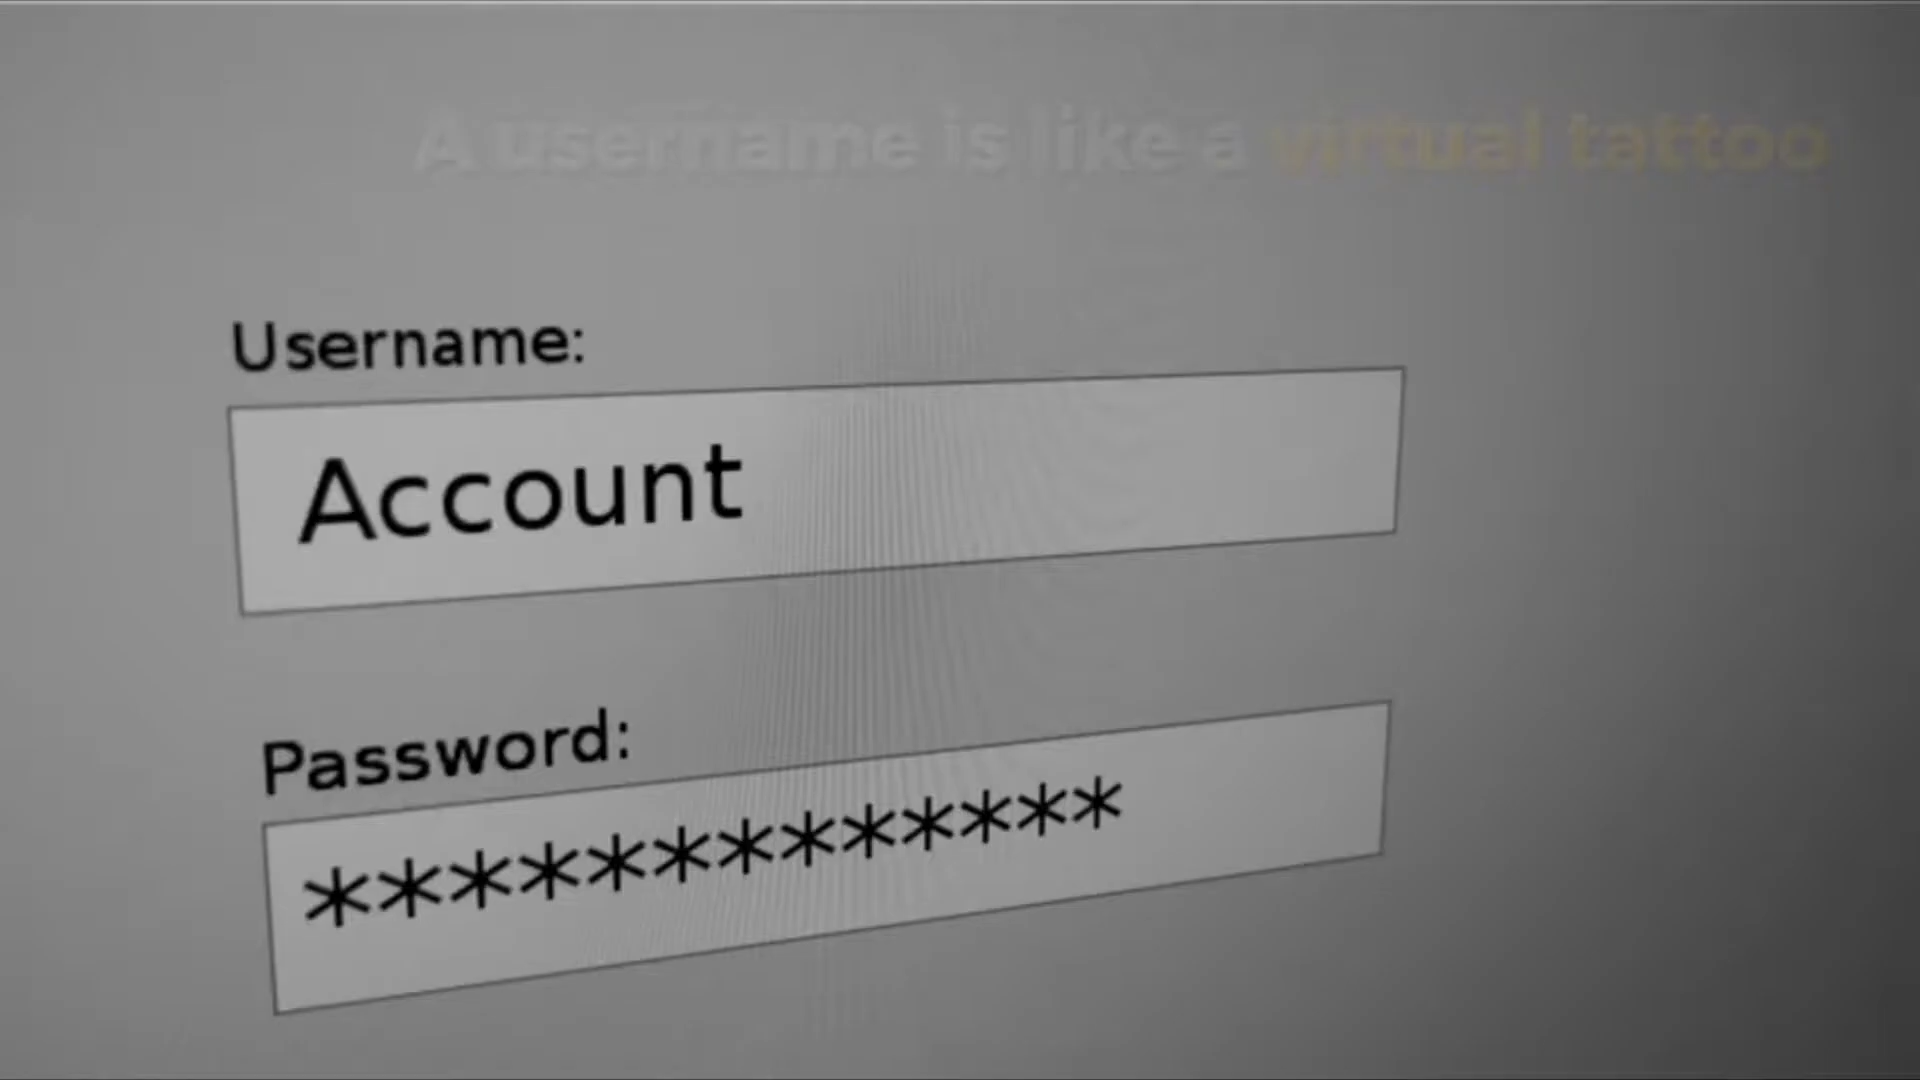 A username is like a virtual tattoo
Username:
Account
Password:
*************